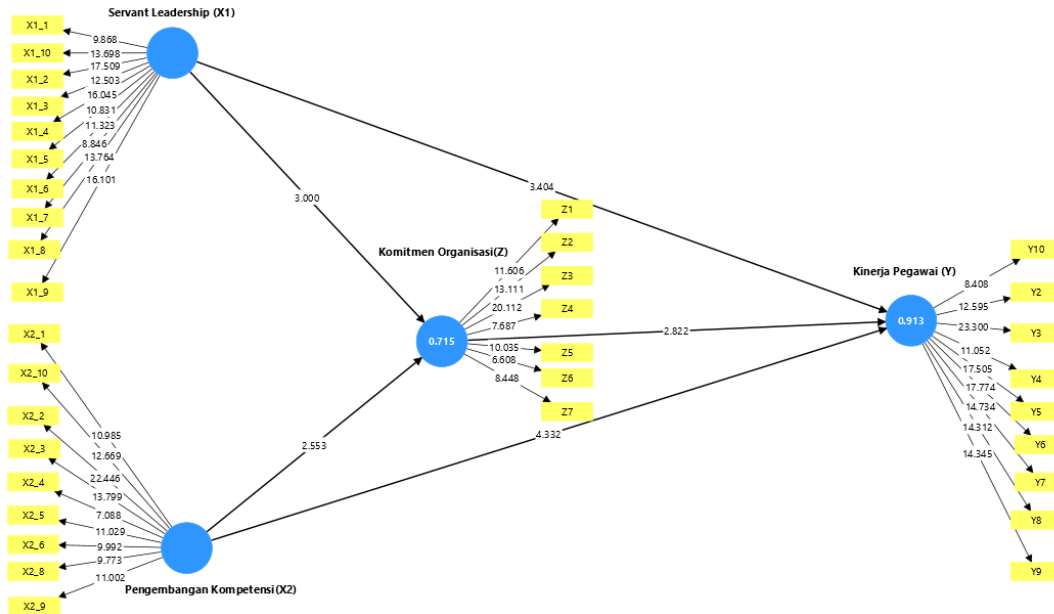 Servant Leadership (X1)
X1_1
X1_10
X1_2
X1_3
X1_4
X1_5
X1_6
X1_7
X1_8
X1_9
9.868
13.698
17.509
12.503
16.045
10.831
11.323
8.846
13.764
16.101
3.404
3.000
Komitmen Organisasi(Z)
0.715
Z1
Z2
Z3
Z4
Z5
Z6
Z7
11.606
13.111
20.112
7.687
10.035
6.608
8.448
2.822
Kinerja Pegawai (Y)
0.913
Y10
Y2
Y3
Y4
Y5
Y6
Y7
Y8
Y9
8.408
12.595
23.300
11.052
17.505
17.774
14.734
14.312
14.345
X2_1
X2_10
X2_2
X2_3
X2_4
X2_5
X2_6
X2_8
X2_9
10.985
12.669
22.446
13.799
7.088
11.029
9.992
9.773
11.002
2.553
4.332
Pengembangan Kompetensi(X2)